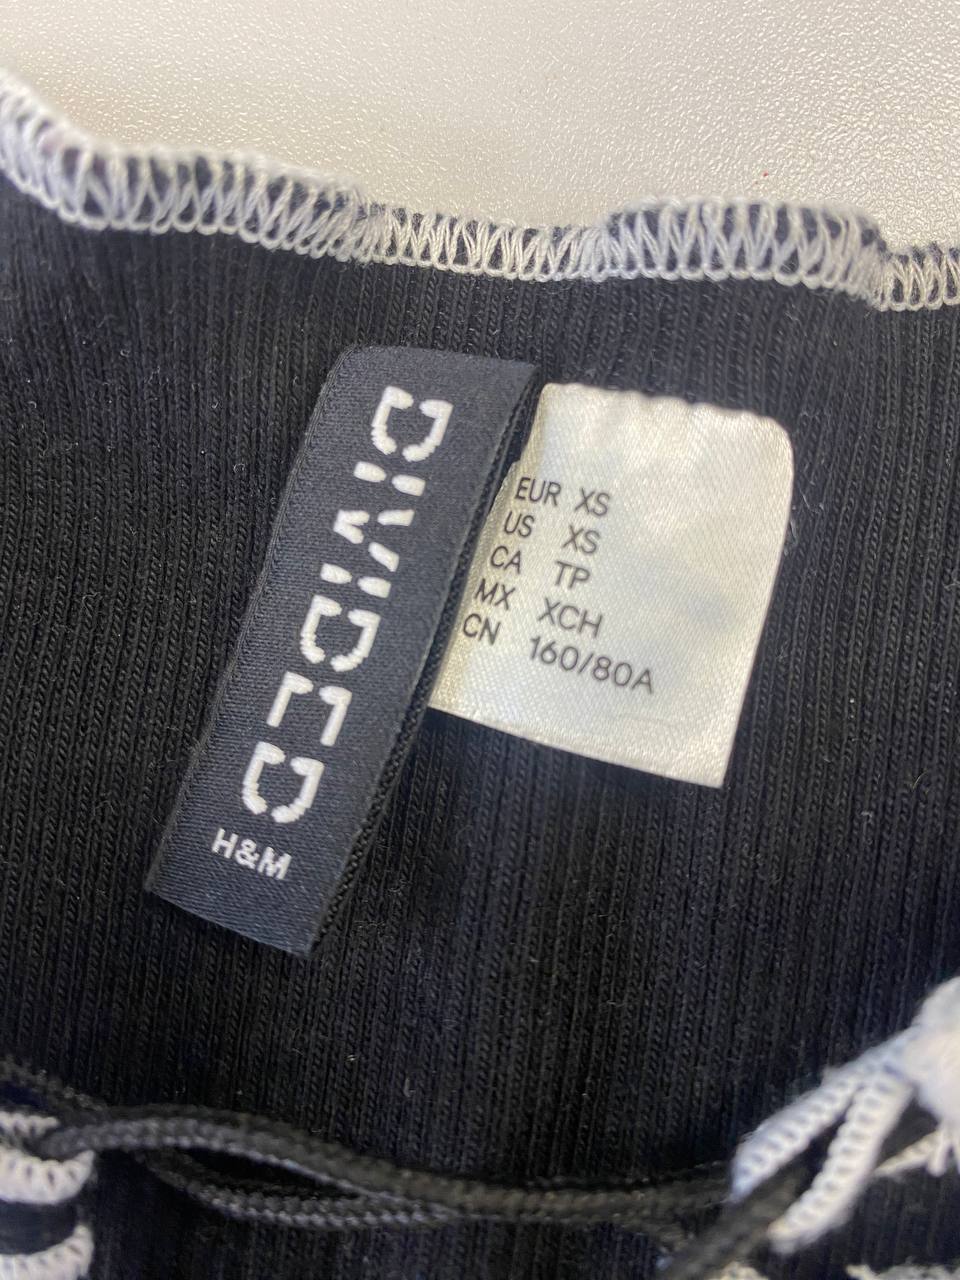 DIVIDED
H&M
EUR XS
US XS
CA TP
MX XCH
CN 160/80A